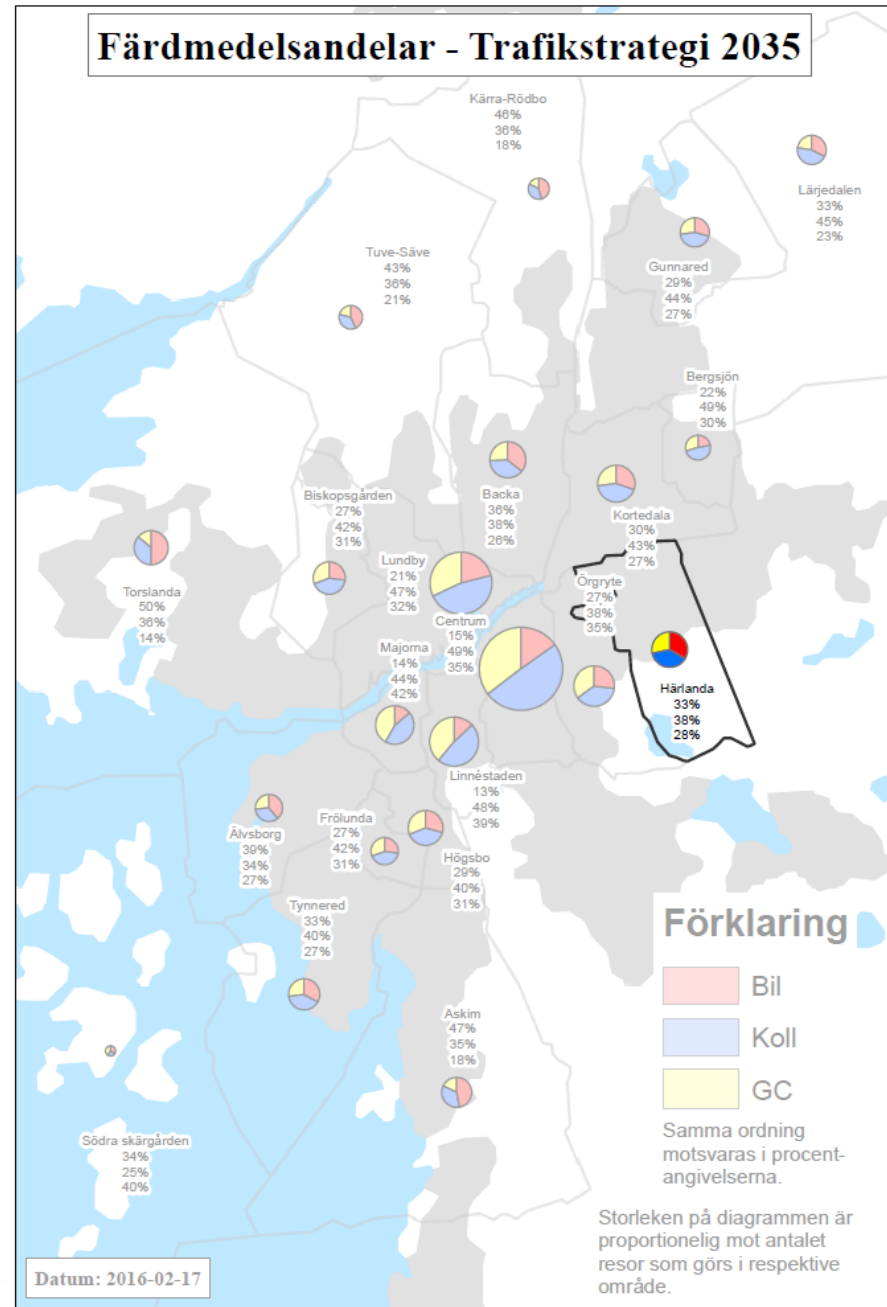 Färdmedelsandelar - Trafikstrategi 2035
Kärra-Rödbo
46%
36%
18%
Lärjedalen
33%
45%
23%
Tuve-Säve
43%
36%
21%
Gunnared
29%
44%
27%
Bergsjön
22%
49%
30%
Biskopsgården
27%
42%
31%
Backa
36%
38%
26%
Kortedala
30%
43%
27%
Torslanda
50%
36%
14%
Lundby
21%
47%
32%
Örgryte
27%
38%
35%
Centrum
15%
49%
35%
Majorna
14%
44%
42%
Härlanda
33%
38%
28%
Linnéstaden
13%
48%
39%
Älvsborg
39%
34%
27%
Frölunda
27%
42%
31%
Högsbo
29%
40%
31%
Tynnered
33%
40%
27%
Askim
47%
35%
18%
Södra skärgården
34%
25%
40%
Förklaring
Bil
Koll
GC
Samma ordning
motsvaras i procent-
angivelserna.
Storleken på diagrammen är
proportionelig mot antalet
resor som görs i respektive
område.
Datum: 2016-02-17